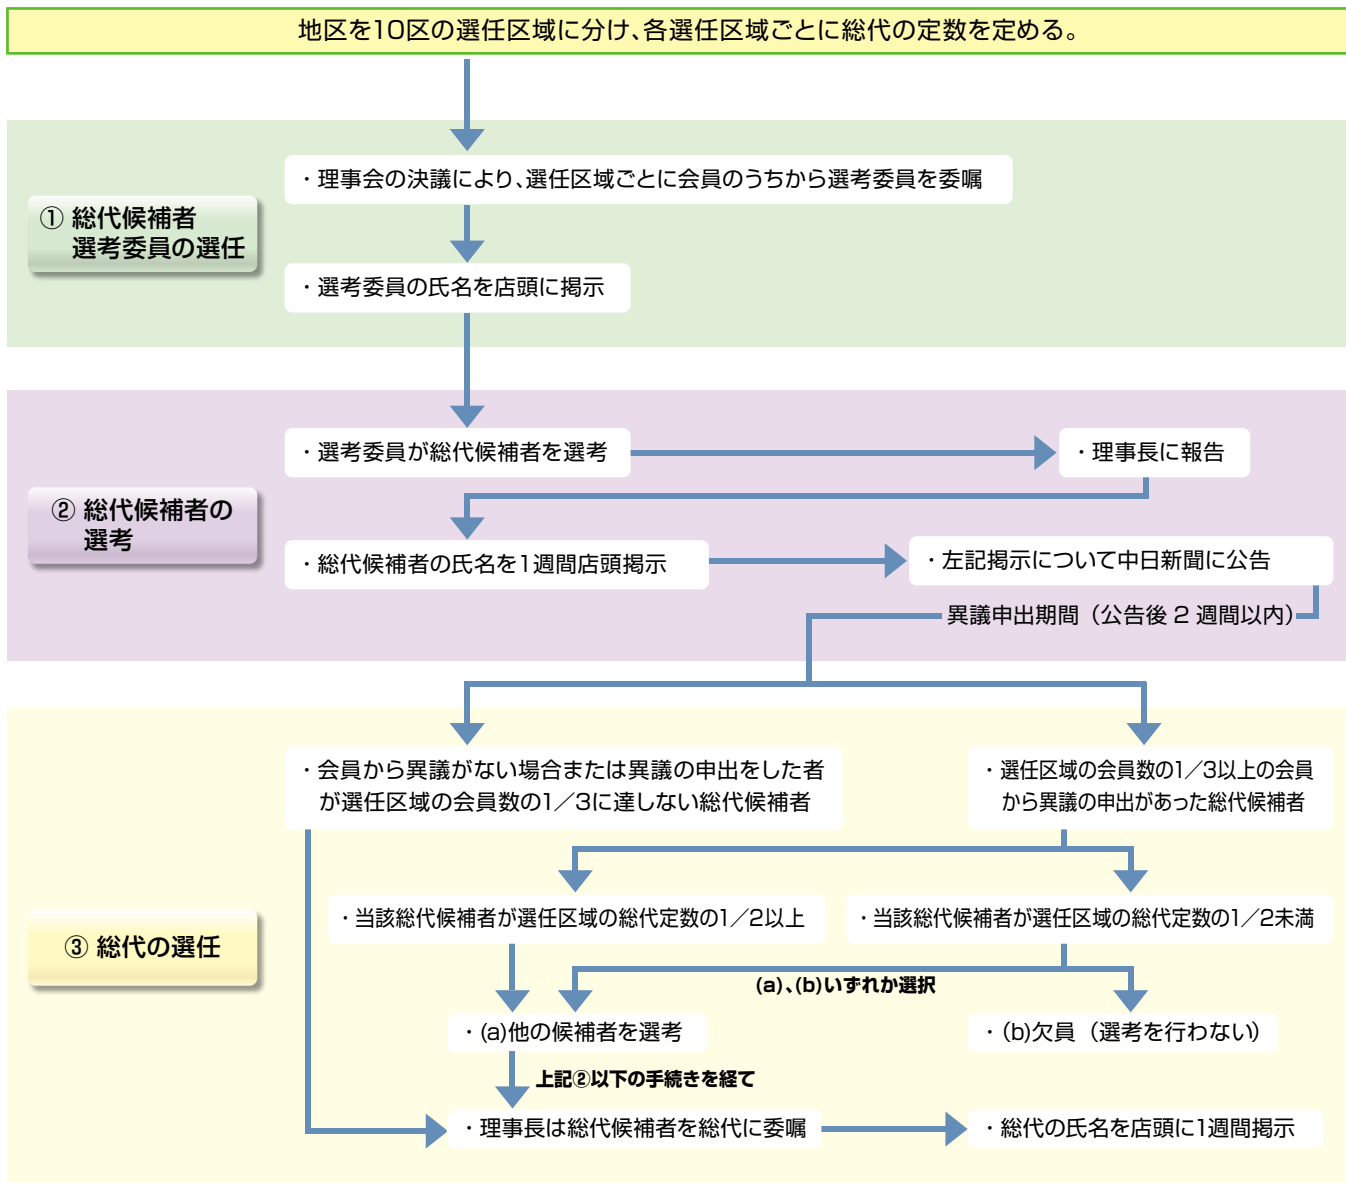 地区を10区の選任区域に分け、各選任区域ごとに総代の定数を定める。
① 総代候補者
選考委員の選任
・理事会の決議により、選任区域ごとに会員のうちから選考委員を委嘱
・選考委員の氏名を店頭に掲示
② 総代候補者の
選考
・選考委員が総代候補者を選考
・理事長に報告
・総代候補者の氏名を1週間店頭掲示
・左記掲示について中日新聞に公告
異議申出期間（公告後 2 週間以内）
③ 総代の選任
・会員から異議がない場合または異議の申出をした者
が選任区域の会員数の1／3に達しない総代候補者
・選任区域の会員数の1／3以上の会員
から異議の申出があった総代候補者
・当該総代候補者が選任区域の総代定数の1／2以上
・当該総代候補者が選任区域の総代定数の1／2未満
(a)、(b)いずれか選択
・(a)他の候補者を選考
・(b)欠員（選考を行わない）
上記②以下の手続きを経て
・理事長は総代候補者を総代に委嘱
・総代の氏名を店頭に1週間掲示